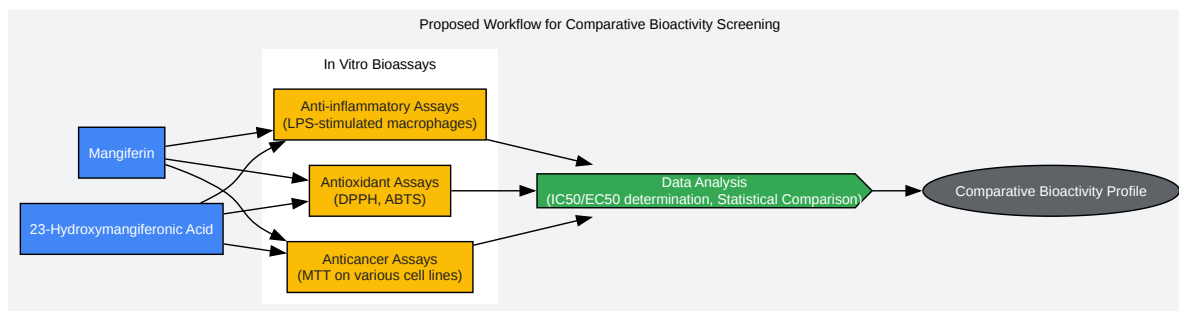 Proposed Workflow for Comparative Bioactivity Screening
In Vitro Bioassays
Mangiferin
23-Hydroxymangiferonic Acid
Anti-inflammatory Assays
(LPS-stimulated macrophages)
Antioxidant Assays
(DPPH, ABTS)
Anticancer Assays
(MTT on various cell lines)
Data Analysis
(IC50/EC50 determination, Statistical Comparison)
Comparative Bioactivity Profile